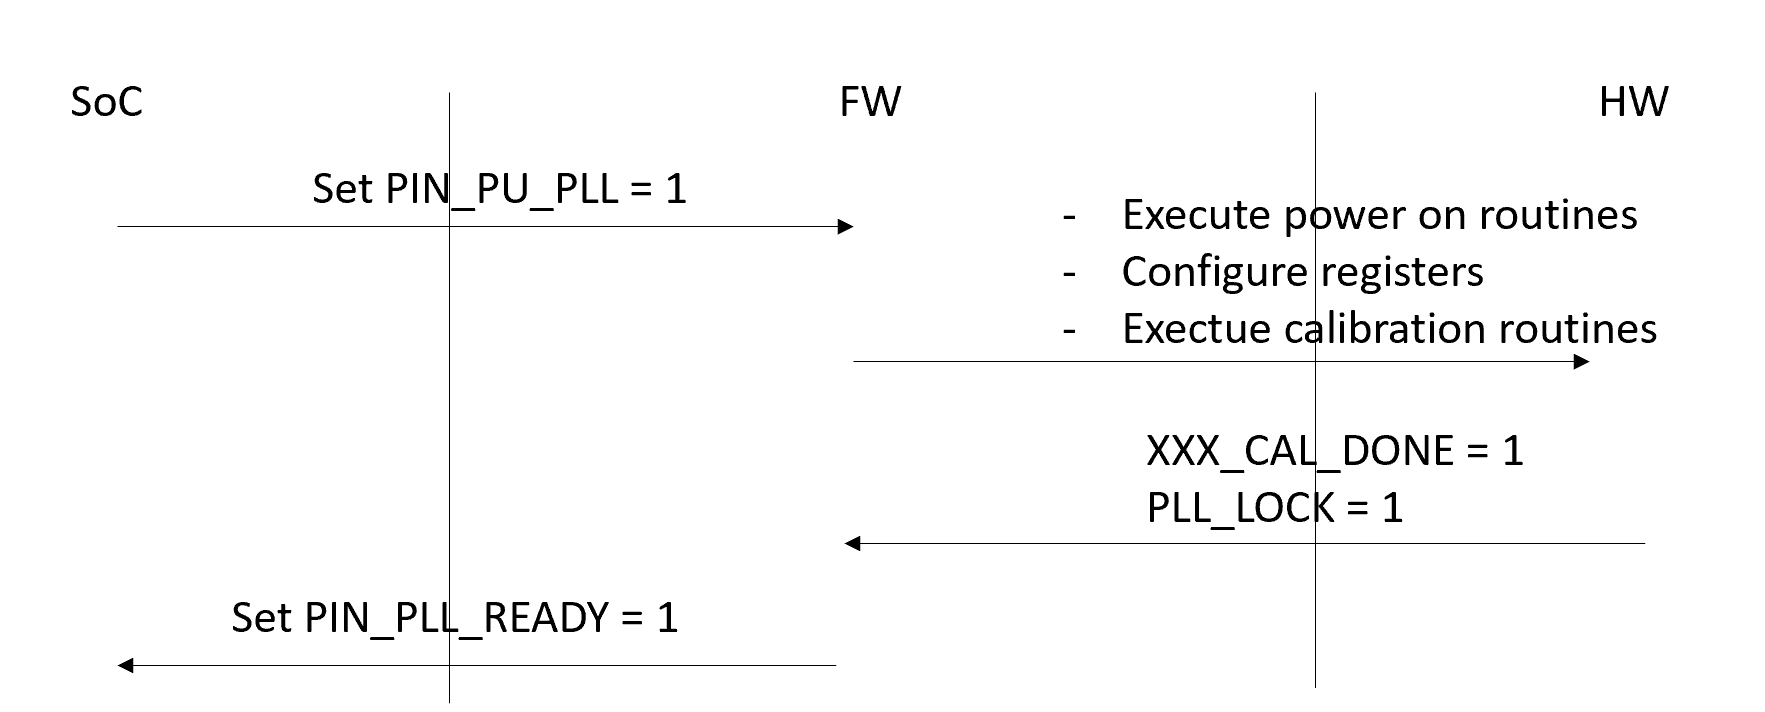 SoC FW HW
Set PIN_PU_PLL = 1
- Execute power on routines
- Configure registers
- Exectue calibration routines
XXX_CAL_DONE = 1
PLL_LOCK = 1
Set PIN_PLL_READY = 1